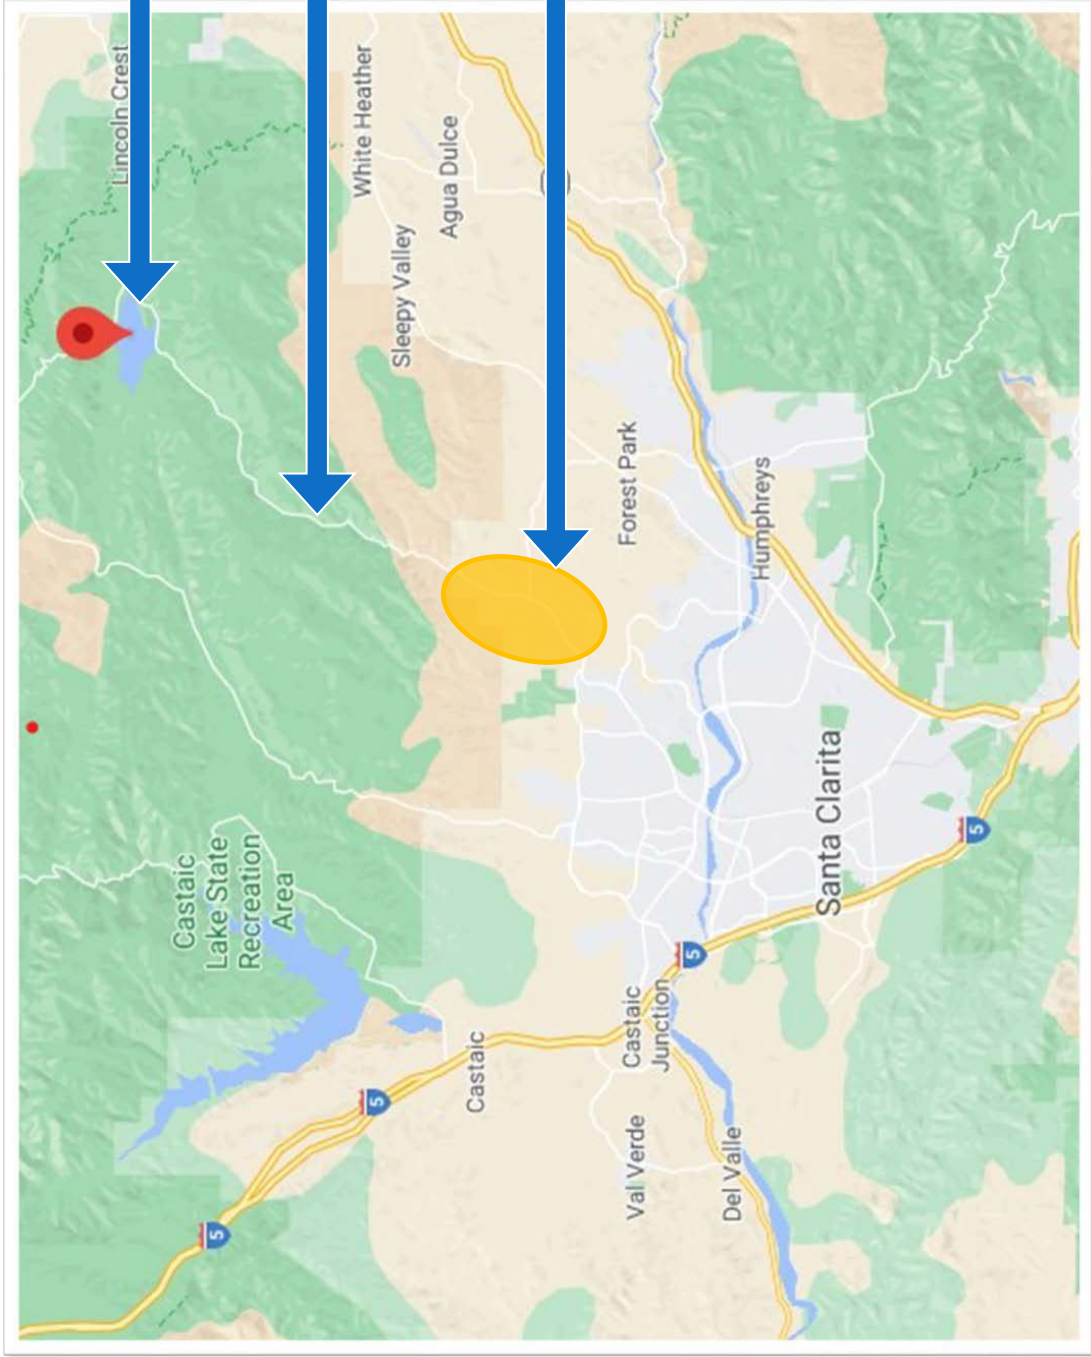 Lincoln Crest
White Heather
Agua Dulce
Sleepy Valley
Forest Park
Humphreys
Santa Clarita
5
Castaic
Lake State
Recreation
Area
5
Castaic
Junction
Castaic
5
Val Verde
Del Valle
5